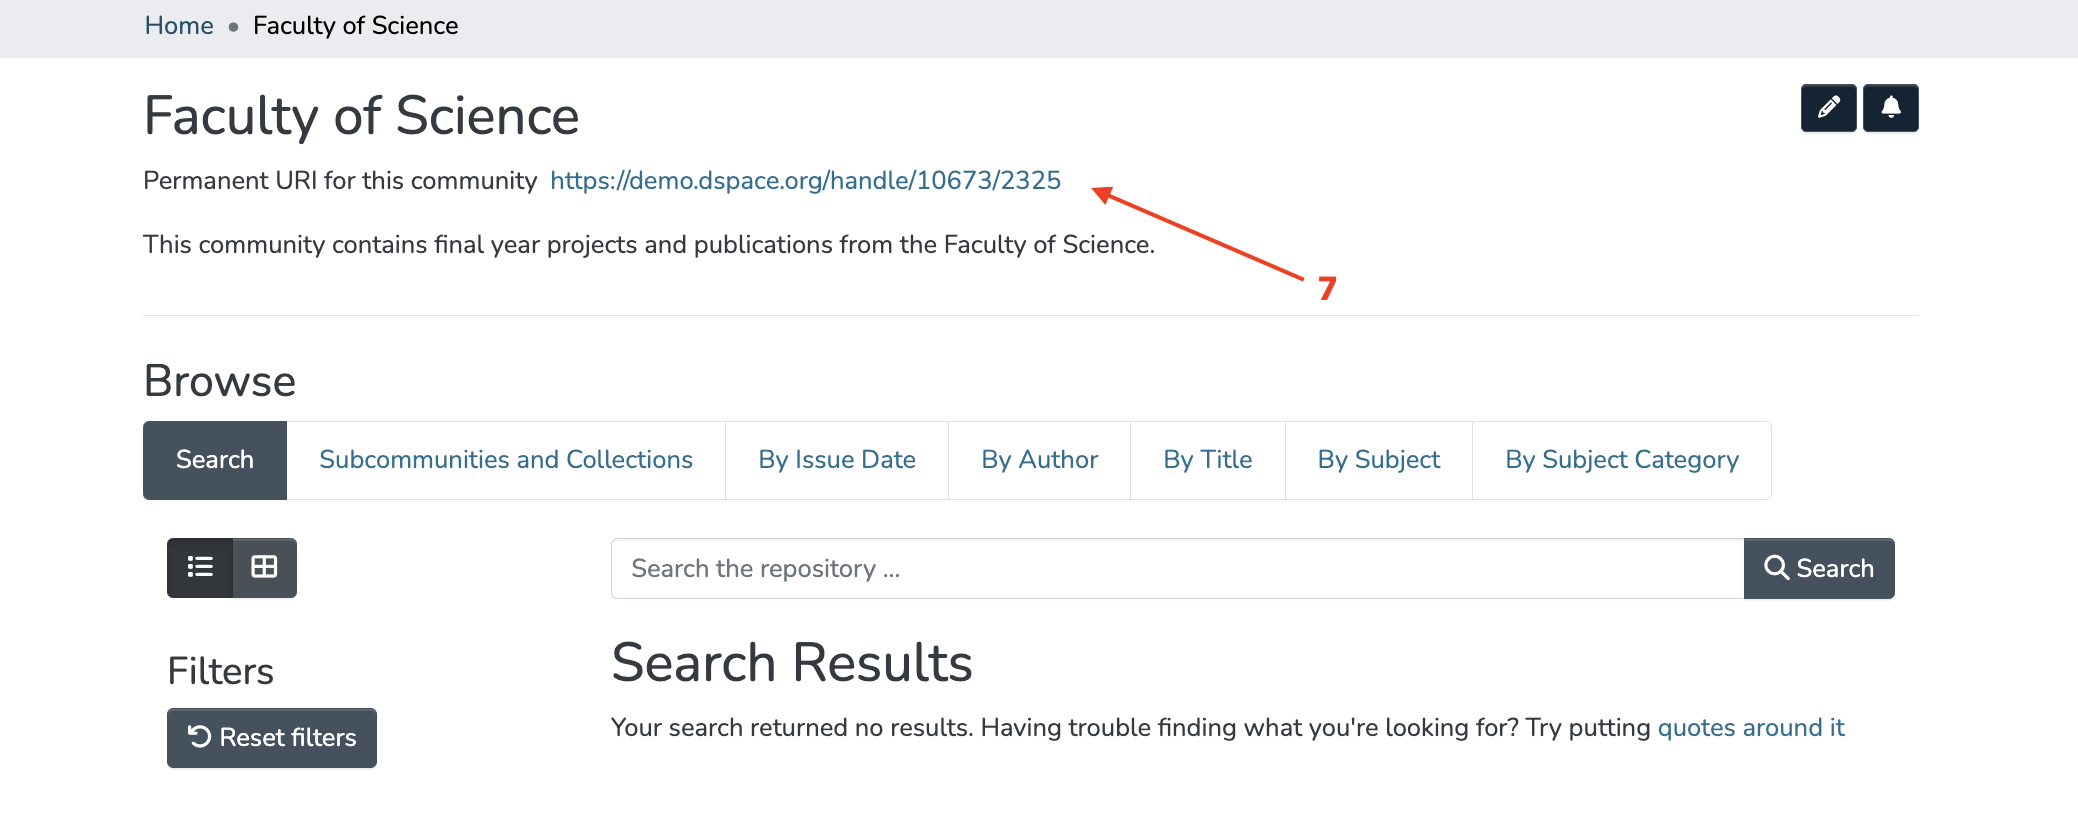 Home • Faculty of Science
Faculty of Science
Permanent URI for this community https://demo.dspace.org/handle/10673/2325
This community contains final year projects and publications from the Faculty of Science.
7
Browse
Search Subcommunities and Collections By Issue Date By Author By Title By Subject By Subject Category
Search the repository ... Search
Filters
Reset filters
Search Results
Your search returned no results. Having trouble finding what you're looking for? Try putting quotes around it